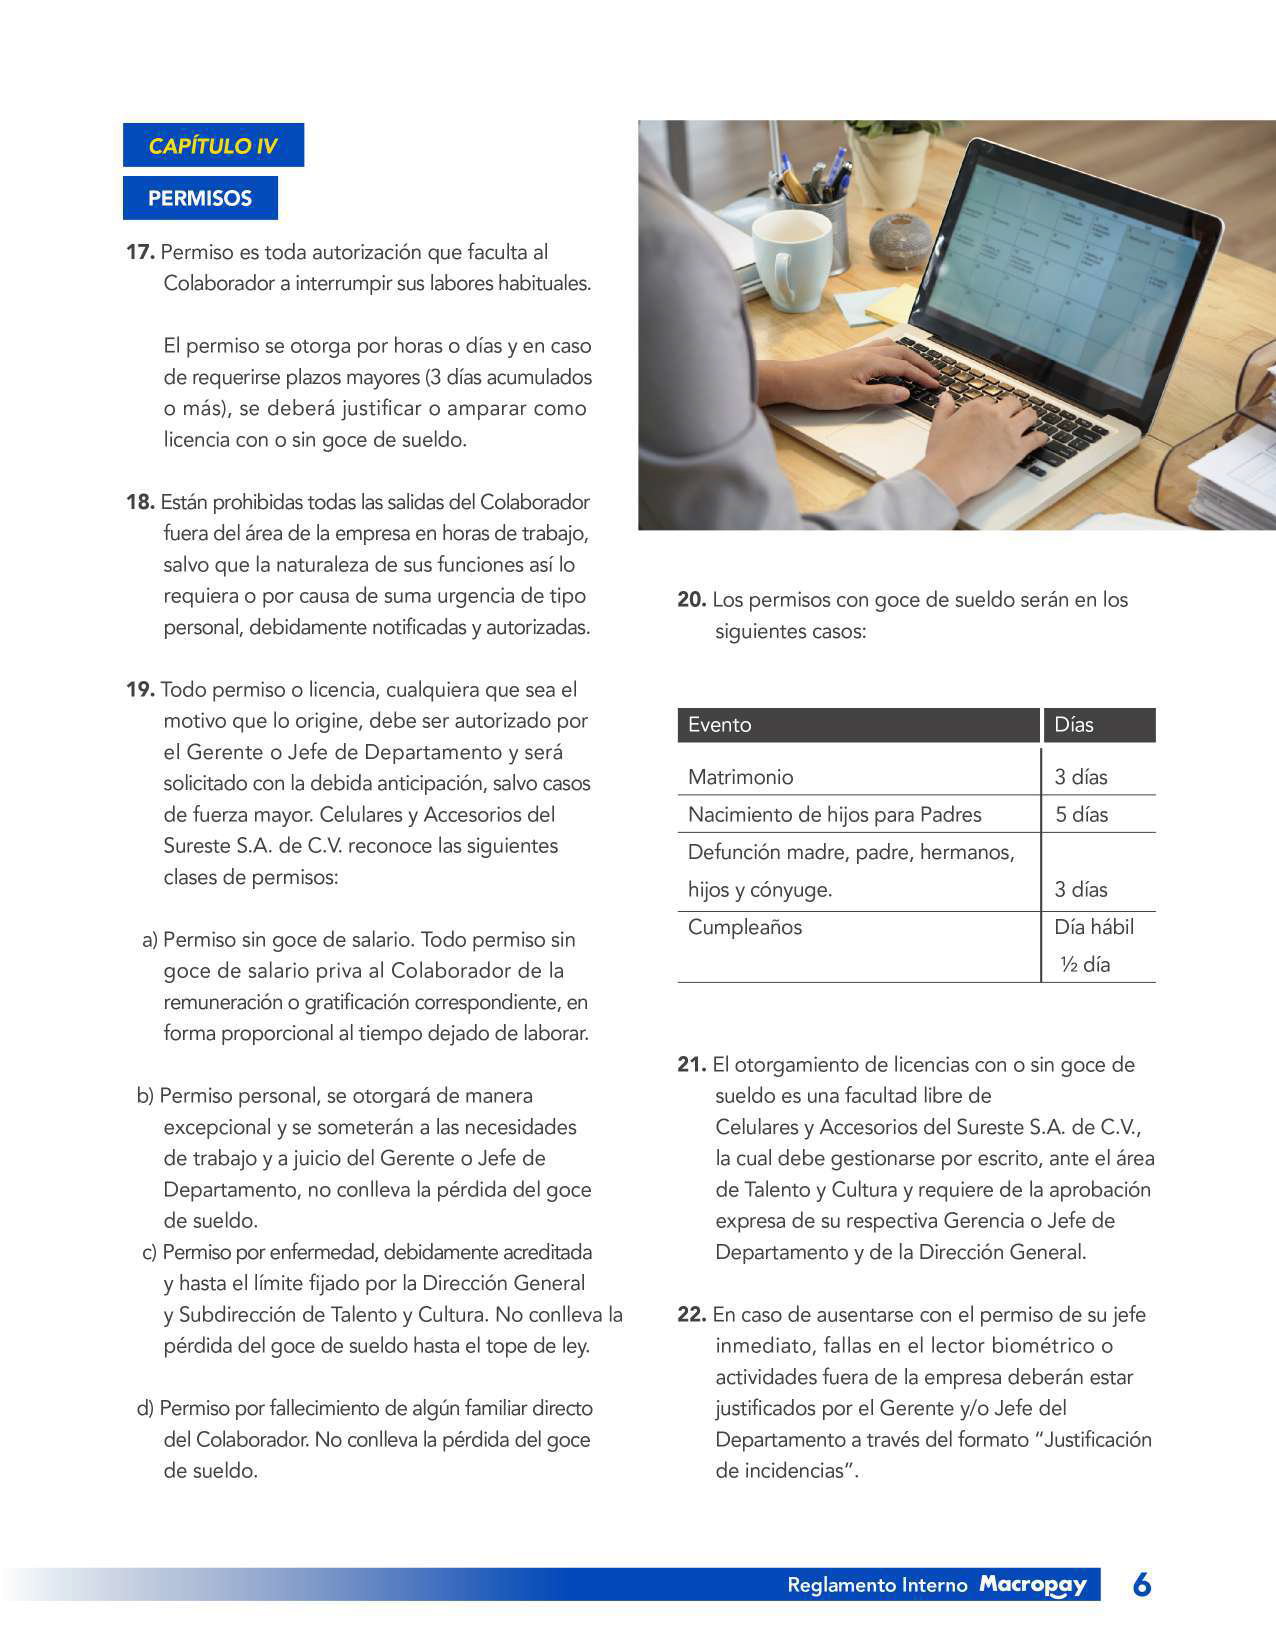 CAPÍTULO IV
PERMISOS
17. Permiso es toda autorización que faculta al
Colaborador a interrumpir sus labores habituales.
El permiso se otorga por horas o días y en caso
de requerirse plazos mayores (3 días acumulados
o más), se deberá justificar o amparar como
licencia con o sin goce de sueldo.
18. Están prohibidas todas las salidas del Colaborador
fuera del área de la empresa en horas de trabajo,
salvo que la naturaleza de sus funciones así lo
requiera o por causa de suma urgencia de tipo
personal, debidamente notificadas y autorizadas.
19. Todo permiso o licencia, cualquiera que sea el
motivo que lo origine, debe ser autorizado por
el Gerente o Jefe de Departamento y será
solicitado con la debida anticipación, salvo casos
de fuerza mayor. Celulares y Accesorios del
Sureste S.A. de C.V. reconoce las siguientes
clases de permisos:
a) Permiso sin goce de salario. Todo permiso sin
goce de salario priva al Colaborador de la
remuneración o gratificación correspondiente, en
forma proporcional al tiempo dejado de laborar.
b) Permiso personal, se otorgará de manera
excepcional y se someterán a las necesidades
de trabajo y a juicio del Gerente o Jefe de
Departamento, no conlleva la pérdida del goce
de sueldo.
c) Permiso por enfermedad, debidamente acreditada
y hasta el límite fijado por la Dirección General
y Subdirección de Talento y Cultura. No conlleva la
pérdida del goce de sueldo hasta el tope de ley.
d) Permiso por fallecimiento de algún familiar directo
del Colaborador. No conlleva la pérdida del goce
de sueldo.
20. Los permisos con goce de sueldo serán en los
siguientes casos:
Evento Días
Matrimonio 3 días
Nacimiento de hijos para Padres 5 días
Defunción madre, padre, hermanos,
hijos y cónyuge. 3 días
Cumpleaños Día hábil
½ día
21. El otorgamiento de licencias con o sin goce de
sueldo es una facultad libre de
Celulares y Accesorios del Sureste S.A. de C.V.,
la cual debe gestionarse por escrito, ante el área
de Talento y Cultura y requiere de la aprobación
expresa de su respectiva Gerencia o Jefe de
Departamento y de la Dirección General.
22. En caso de ausentarse con el permiso de su jefe
inmediato, fallas en el lector biométrico o
actividades fuera de la empresa deberán estar
justificados por el Gerente y/o Jefe del
Departamento a través del formato “Justificación
de incidencias”.
Reglamento Interno Macropay 6